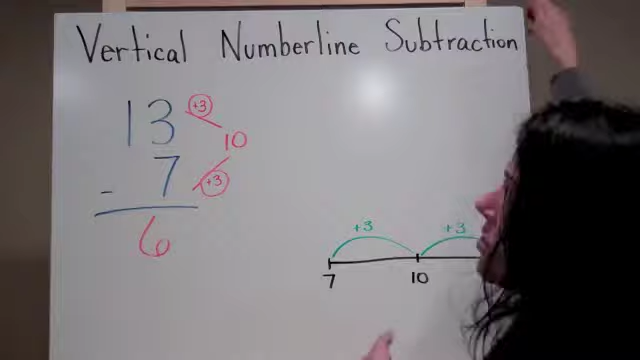 Vertical Numberline Subtraction
13 +3
10
- 7 +3
6
+3 +3
7 10